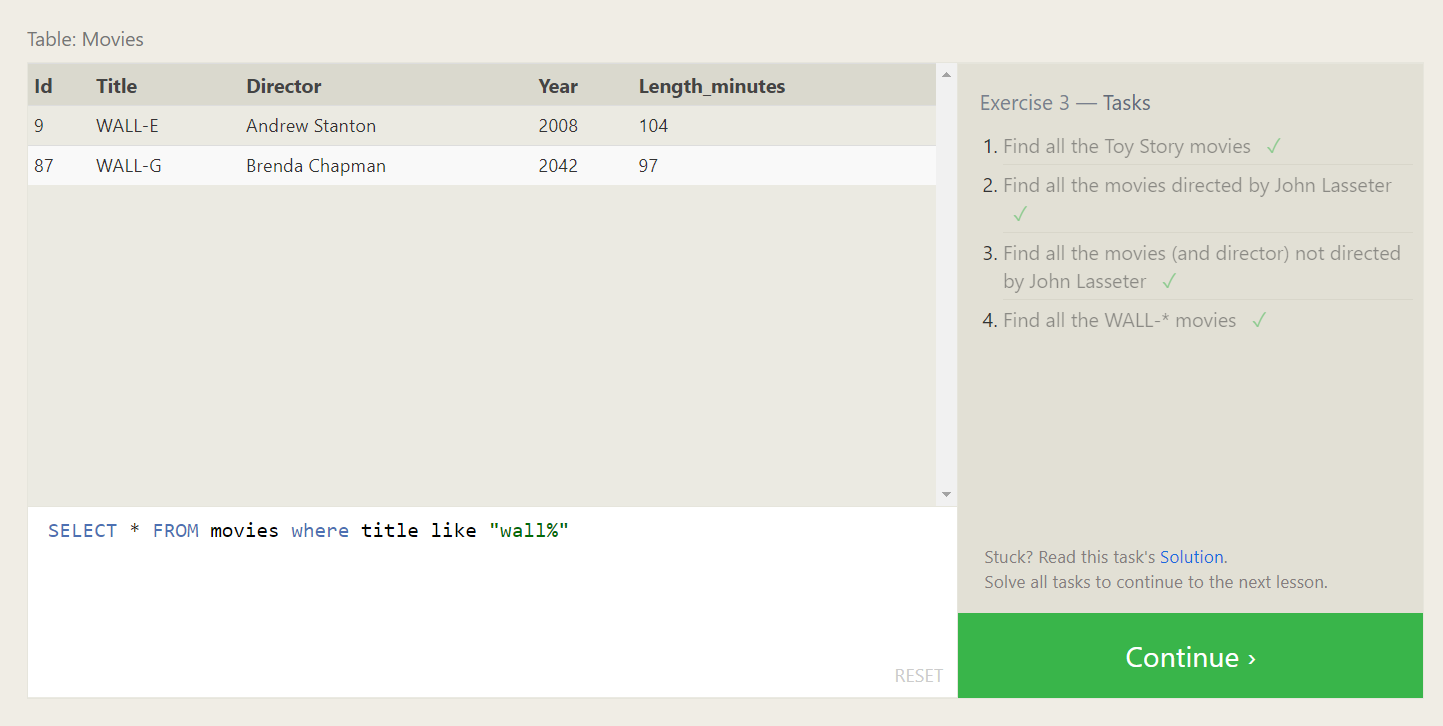 Table: Movies
Id Title Director Year Length_minutes
9 WALL-E Andrew Stanton 2008 104
87 WALL-G Brenda Chapman 2042 97
SELECT * FROM movies where title like "wall%"
RESET
Exercise 3 — Tasks
1. Find all the Toy Story movies ✓
2. Find all the movies directed by John Lasseter
✓
3. Find all the movies (and director) not directed
by John Lasseter ✓
4. Find all the WALL-* movies ✓
Stuck? Read this task's Solution.
Solve all tasks to continue to the next lesson.
Continue ›